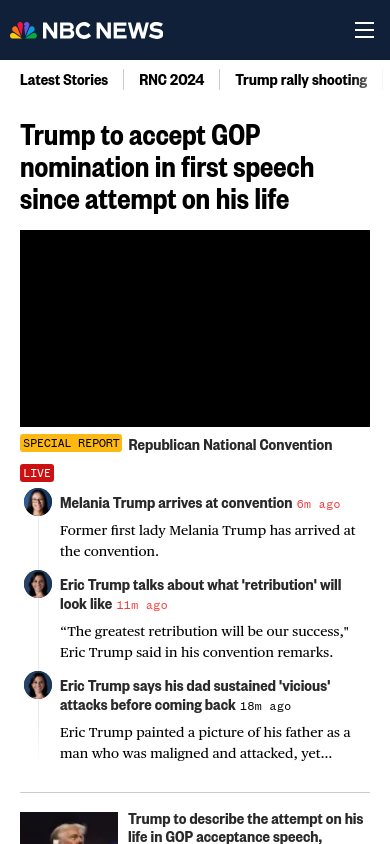 NBC NEWS
Latest Stories RNC 2024 Trump rally shooting
Trump to accept GOP
nomination in first speech
since attempt on his life
SPECIAL REPORT Republican National Convention
LIVE
Melania Trump arrives at convention 6m ago
Former first lady Melania Trump has arrived at
the convention.
Eric Trump talks about what 'retribution' will
look like 11m ago
“The greatest retribution will be our success,"
Eric Trump said in his convention remarks.
Eric Trump says his dad sustained 'vicious'
attacks before coming back 18m ago
Eric Trump painted a picture of his father as a
man who was maligned and attacked, yet...
Trump to describe the attempt on his
life in GOP acceptance speech,